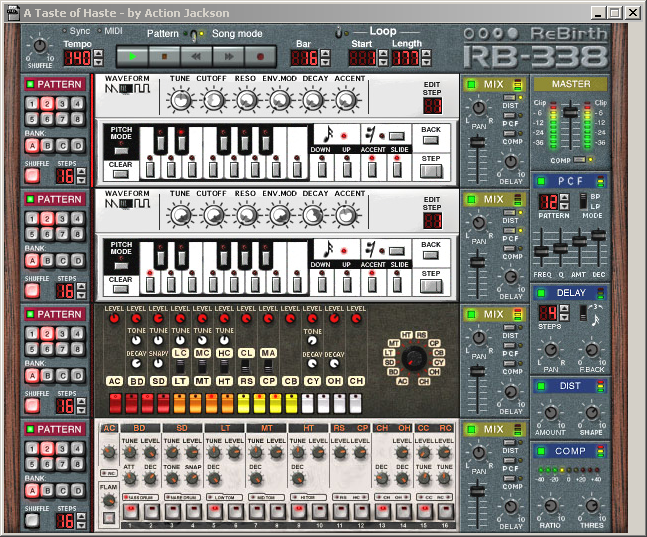 A Taste of Haste - by Action Jackson
Sync MIDI Pattern Song mode Loop ReBirth
Tempo 140 Bar 16 Start 1 Length 177 RB-338
SHUFFLE
PATTERN WAVEFORM TUNE CUTOFF RESO ENV.MOD DECAY ACCENT EDIT STEP MIX MASTER
1 2 3 4
5 6 7 8
DIST PCF COMP
L PAN R
Clip -6 -12 -24 -36 Clip -6 -12 -24 -36
BANK
A B C D
PITCH MODE BACK
CLEAR DOWN UP ACCENT SLIDE STEP
SHUFFLE STEPS 16
DELAY
COMP
PATTERN WAVEFORM TUNE CUTOFF RESO ENV.MOD DECAY ACCENT EDIT STEP MIX PCF
1 2 3 4
5 6 7 8
DIST PCF COMP
L PAN R
12 BP LP
PATTERN MODE
BANK
A B C D
PITCH MODE BACK
CLEAR DOWN UP ACCENT SLIDE STEP
SHUFFLE STEPS 16
DELAY
FREQ Q AMT DEC
PATTERN LEVEL LEVEL LEVEL LEVEL LEVEL LEVEL LEVEL LEVEL LEVEL LEVEL LEVEL MIX DELAY
1 2 3 4
5 6 7 8
TONE TUNE TUNE TUNE TONE
DECAY SNAPY LC MC HC CL MA DECAY DECAY
AC BD SD LT MT HT RS CP CB CY OH CH
HT RS CP CB CY OH CH AC BD SD LT MT
DIST PCF COMP
L PAN R
4 3
STEPS
L PAN R F.BACK
BANK
A B C D
SHUFFLE STEPS 16
DELAY
DIST
AMOUNT SHAPE
PATTERN AC BD SD LT MT HT RS CP CH OH CC RC MIX COMP
1 2 3 4
5 6 7 8
LEVEL TUNE LEVEL TUNE LEVEL TUNE LEVEL TUNE LEVEL TUNE LEVEL LEVEL LEVEL LEVEL LEVEL LEVEL
AC ATT DEC TONE SNAP DEC DEC DEC DEC DEC TUNE TUNE
FLAM BASS DRUM SNARE DRUM LOW TOM MID TOM HI TOM RS HC CH OH CC RC
1 2 3 4 5 6 7 8 9 10 11 12 13 14 15 16
BANK
A B C D
SHUFFLE STEPS 16
DIST PCF COMP
L PAN R
DELAY
-40 -20 0 +20 +40
RATIO THRES